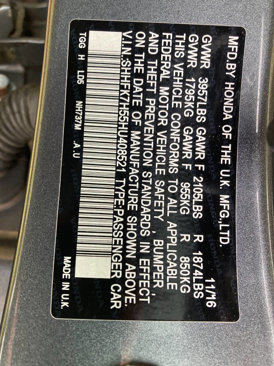 MFD.BY HONDA OF THE U.K. MFG.,LTD. 11/16
GVWR 3957LBS GAWR F 2105LBS R 1874LBS
GVWR 1795KG GAWR F 955KG R 850KG
THIS VEHICLE CONFORMS TO ALL APPLICABLE
FEDERAL MOTOR VEHICLE SAFETY, BUMPER,
AND THEFT PREVENTION STANDARDS IN EFFECT
ON THE DATE OF MANUFACTURE SHOWN ABOVE.
V.I.N.:SHHFK7H55HU408521 TYPE:PASSENGER CAR
TGG H LD5 NH737M .A.U MADE IN U.K.